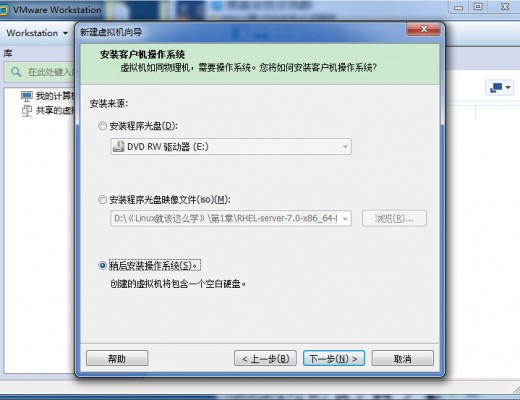 VMware Workstation
Workstation
库
在此处键入
我的计算机
共享的虚拟
新建虚拟机向导
安装客户机操作系统
虚拟机如同物理机，需要操作系统。您将如何安装客户机操作系统?
安装来源:
安装程序光盘(D):
DVD RW 驱动器 (E:)
安装程序光盘映像文件(iso)(M):
D:\《Linux就该这么学》\第1章\RHEL-server-7.0-x86_64-
浏览(R)...
稍后安装操作系统(S)。
创建的虚拟机将包含一个空白硬盘。
帮助
< 上一步(B)
下一步(N) >
取消